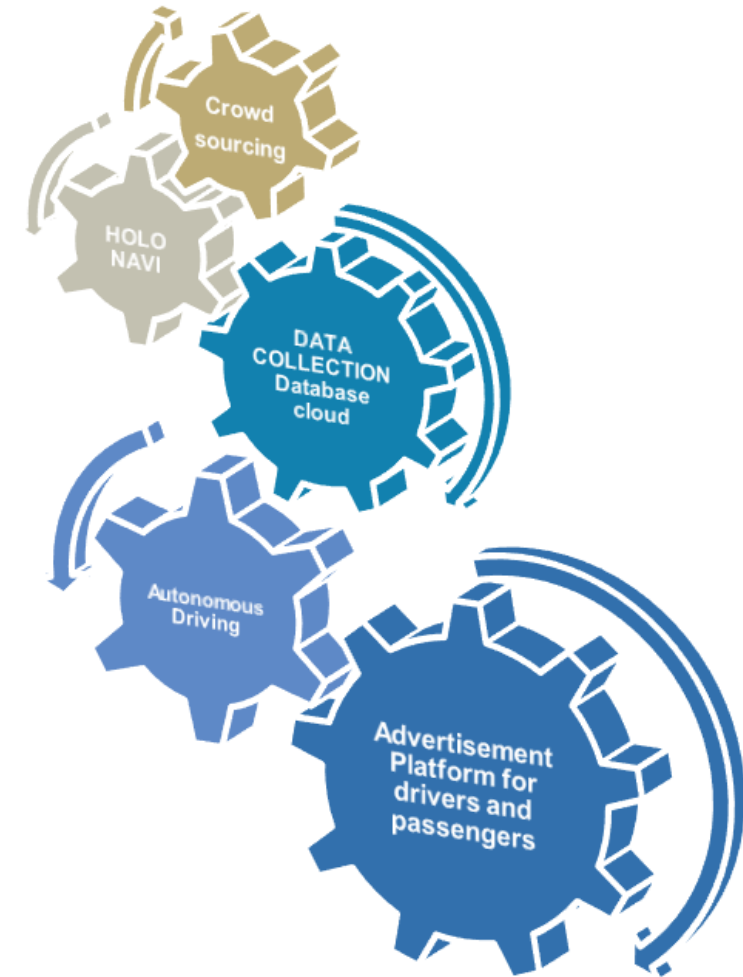 Crowd
sourcing
HOLO
NAVI
DATA
COLLECTION
Database
cloud
Autonomous
Driving
Advertisement
Platform for
drivers and
passengers